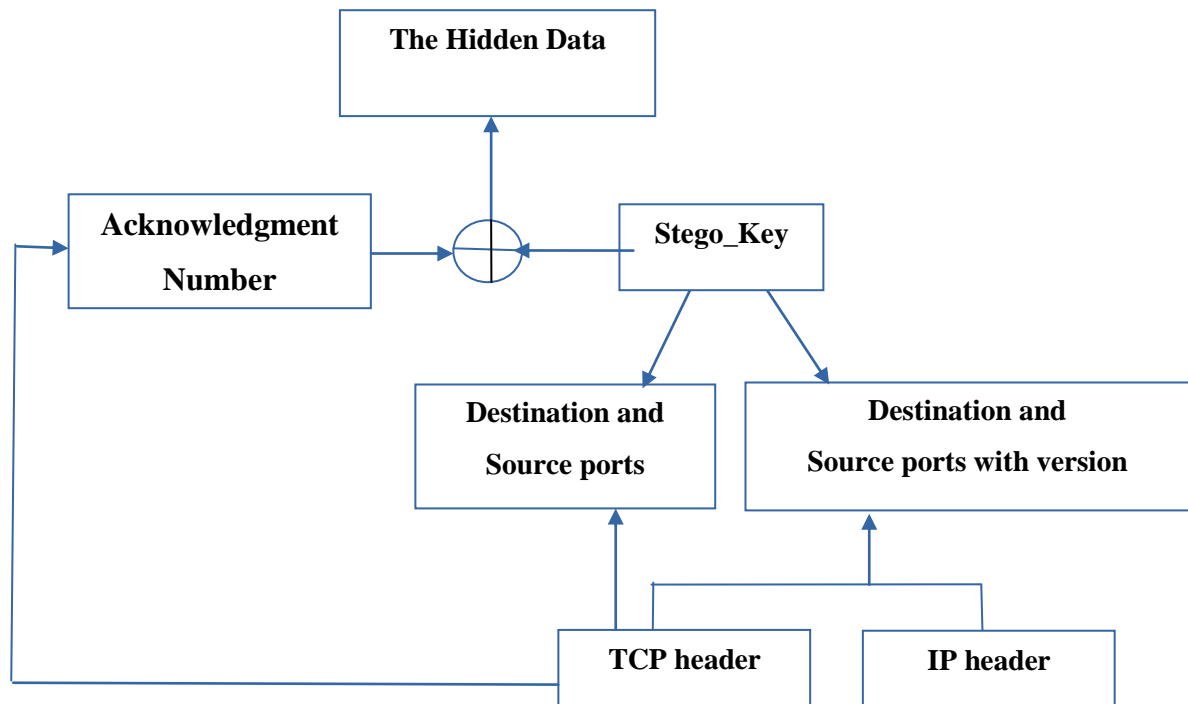 The Hidden Data
Acknowledgment
Number
Stego_Key
Destination and
Source ports
Destination and
Source ports with version
TCP header
IP header